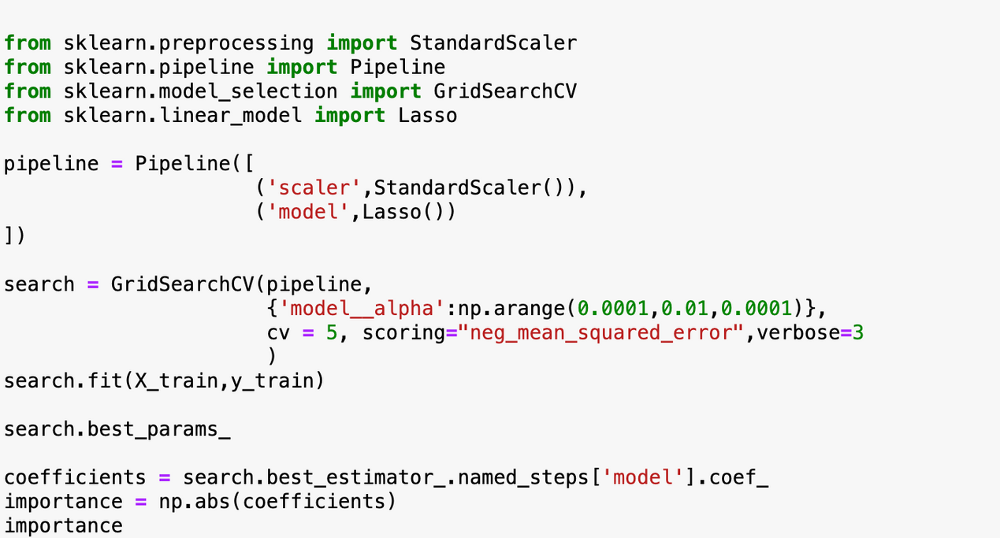 from sklearn.preprocessing import StandardScaler
from sklearn.pipeline import Pipeline
from sklearn.model_selection import GridSearchCV
from sklearn.linear_model import Lasso
pipeline = Pipeline([
                     ('scaler',StandardScaler()),
                     ('model',Lasso())
])
search = GridSearchCV(pipeline,
                      {'model__alpha':np.arange(0.0001,0.01,0.0001)},
                      cv = 5, scoring="neg_mean_squared_error",verbose=3
                      )
search.fit(X_train,y_train)
search.best_params_
coefficients = search.best_estimator_.named_steps['model'].coef_
importance = np.abs(coefficients)
importance